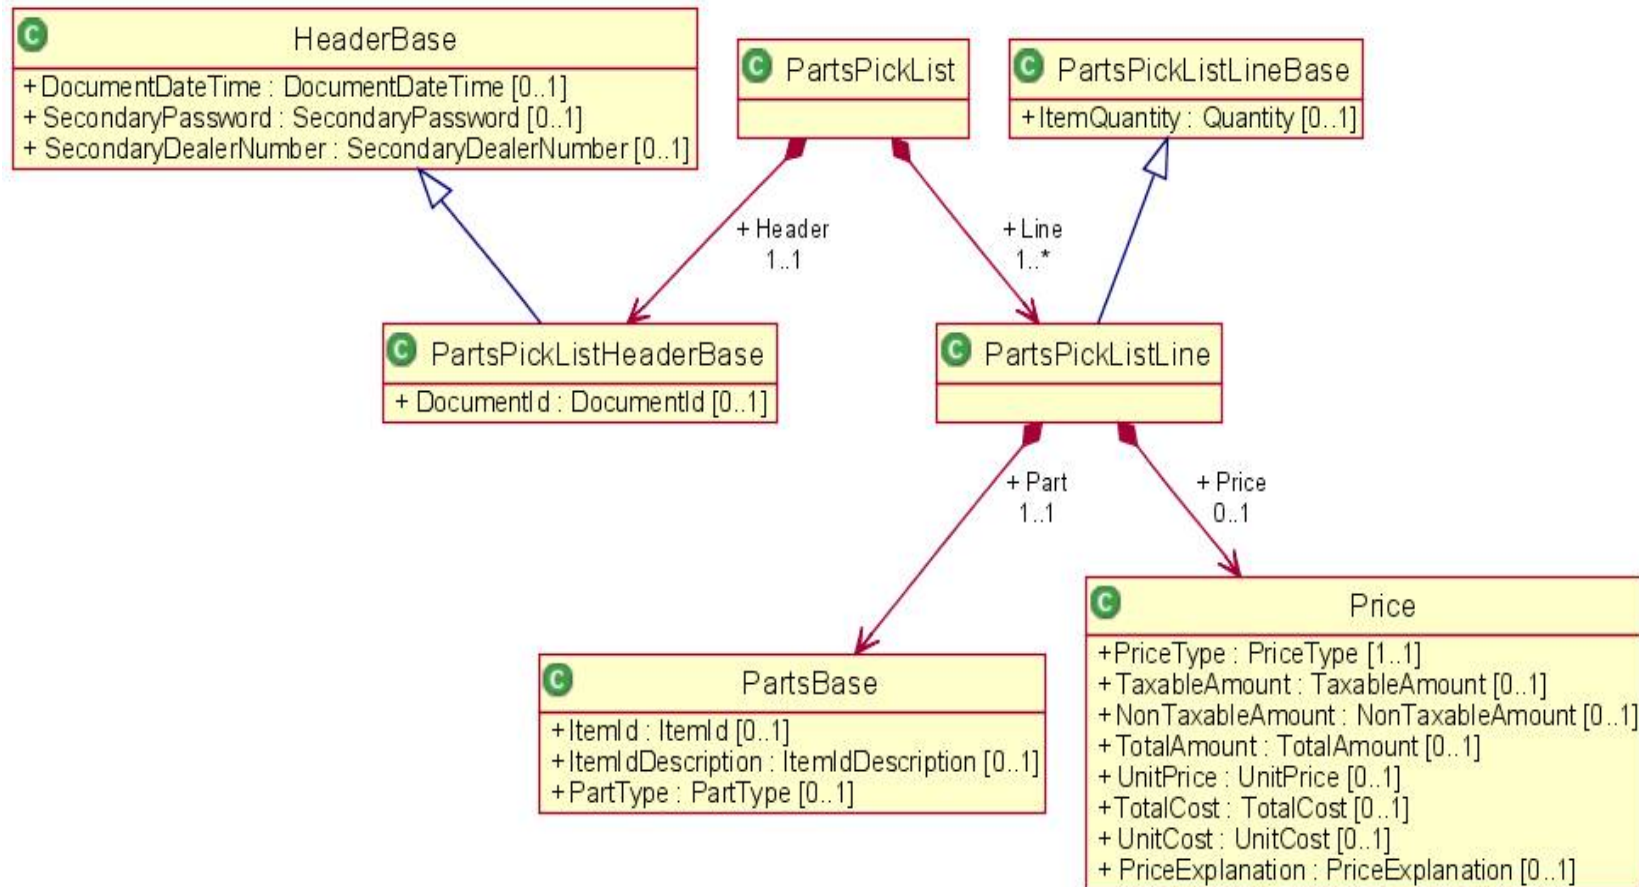 C HeaderBase
+ DocumentDateTime : DocumentDateTime [0..1]
+ SecondaryPassword : SecondaryPassword [0..1]
+ SecondaryDealerNumber : SecondaryDealerNumber [0..1]
C PartsPickList
C PartsPickListLineBase
+ ItemQuantity : Quantity [0..1]
+ Header
1..1
+ Line
1..*
C PartsPickListHeaderBase
+ DocumentId : DocumentId [0..1]
C PartsPickListLine
+ Part
1..1
+ Price
0..1
C PartsBase
+ ItemId : ItemId [0..1]
+ ItemIdDescription : ItemIdDescription [0..1]
+ PartType : PartType [0..1]
C Price
+ PriceType : PriceType [1..1]
+ TaxableAmount : TaxableAmount [0..1]
+ NonTaxableAmount : NonTaxableAmount [0..1]
+ TotalAmount : TotalAmount [0..1]
+ UnitPrice : UnitPrice [0..1]
+ TotalCost : TotalCost [0..1]
+ UnitCost : UnitCost [0..1]
+ PriceExplanation : PriceExplanation [0..1]